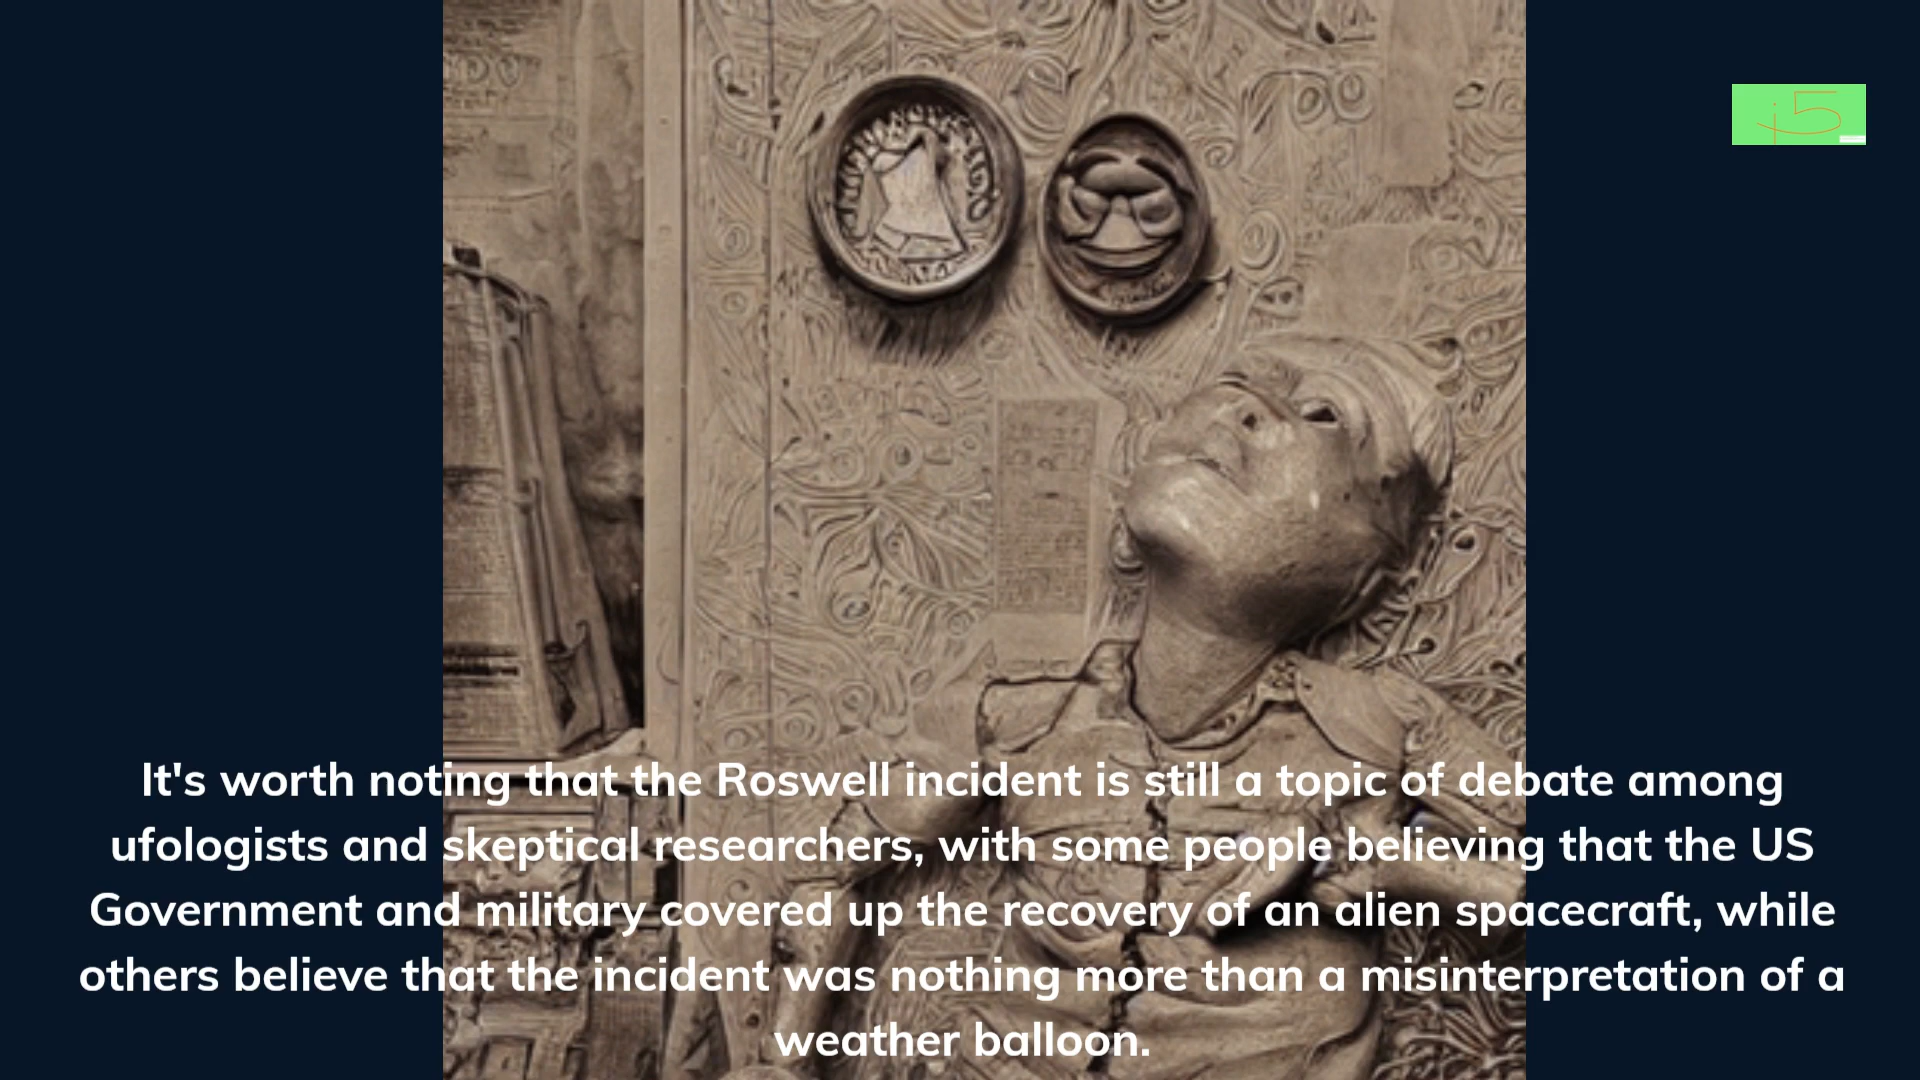 i5
It's worth noting that the Roswell incident is still a topic of debate among
ufologists and skeptical researchers, with some people believing that the US
Government and military covered up the recovery of an alien spacecraft, while
others believe that the incident was nothing more than a misinterpretation of a
weather balloon.